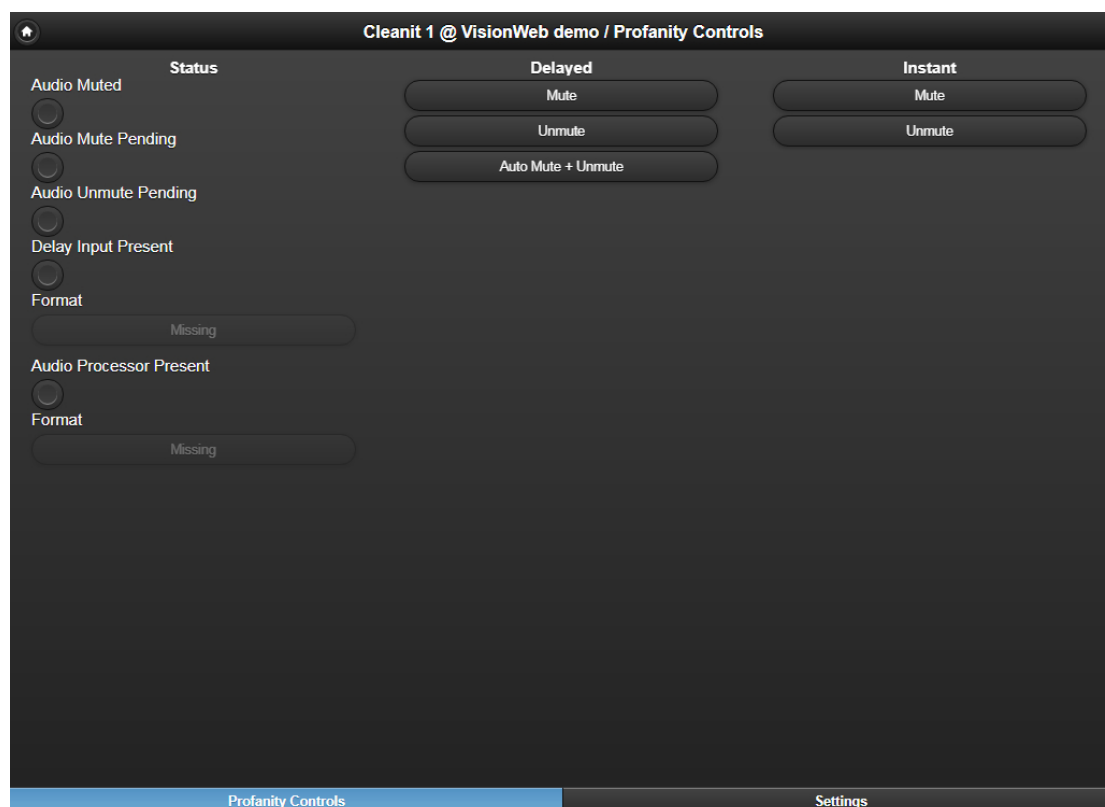 Cleanit 1 @ VisionWeb demo / Profanity Controls
Status
Audio Muted
Audio Mute Pending
Audio Unmute Pending
Delay Input Present
Format
Missing
Audio Processor Present
Format
Missing
Delayed
Mute
Unmute
Auto Mute + Unmute
Instant
Mute
Unmute
Profanity Controls
Settings